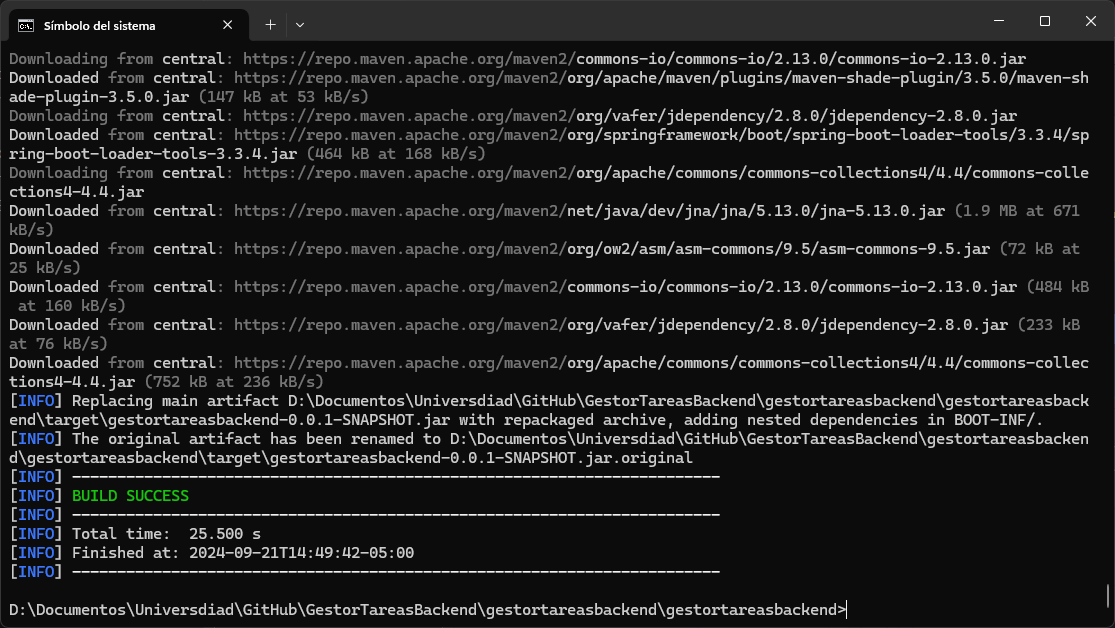 Símbolo del sistema
Downloading from central: https://repo.maven.apache.org/maven2/commons-io/commons-io/2.13.0/commons-io-2.13.0.jar
Downloaded from central: https://repo.maven.apache.org/maven2/org/apache/maven/plugins/maven-shade-plugin/3.5.0/maven-sh
ade-plugin-3.5.0.jar (147 kB at 53 kB/s)
Downloading from central: https://repo.maven.apache.org/maven2/org/vafer/jdependency/2.8.0/jdependency-2.8.0.jar
Downloaded from central: https://repo.maven.apache.org/maven2/org/springframework/boot/spring-boot-loader-tools/3.3.4/sp
ring-boot-loader-tools-3.3.4.jar (464 kB at 168 kB/s)
Downloading from central: https://repo.maven.apache.org/maven2/org/apache/commons/commons-collections4/4.4/commons-colle
ctions4-4.4.jar
Downloaded from central: https://repo.maven.apache.org/maven2/net/java/dev/jna/jna/5.13.0/jna-5.13.0.jar (1.9 MB at 671
kB/s)
Downloaded from central: https://repo.maven.apache.org/maven2/org/ow2/asm/asm-commons/9.5/asm-commons-9.5.jar (72 kB at
25 kB/s)
Downloaded from central: https://repo.maven.apache.org/maven2/commons-io/commons-io/2.13.0/commons-io-2.13.0.jar (484 kB
 at 160 kB/s)
Downloaded from central: https://repo.maven.apache.org/maven2/org/vafer/jdependency/2.8.0/jdependency-2.8.0.jar (233 kB
at 76 kB/s)
Downloaded from central: https://repo.maven.apache.org/maven2/org/apache/commons/commons-collections4/4.4/commons-collec
tions4-4.4.jar (752 kB at 236 kB/s)
[INFO] Replacing main artifact D:\Documentos\Universdiad\GitHub\GestorTareasBackend\gestortareasbackend\gestortareasback
end\target\gestortareasbackend-0.0.1-SNAPSHOT.jar with repackaged archive, adding nested dependencies in BOOT-INF/.
[INFO] The original artifact has been renamed to D:\Documentos\Universdiad\GitHub\GestorTareasBackend\gestortareasbacken
d\gestortareasbackend\target\gestortareasbackend-0.0.1-SNAPSHOT.jar.original
[INFO] ------------------------------------------------------------------------
[INFO] BUILD SUCCESS
[INFO] ------------------------------------------------------------------------
[INFO] Total time:  25.500 s
[INFO] Finished at: 2024-09-21T14:49:42-05:00
[INFO] ------------------------------------------------------------------------
D:\Documentos\Universdiad\GitHub\GestorTareasBackend\gestortareasbackend\gestortareasbackend>